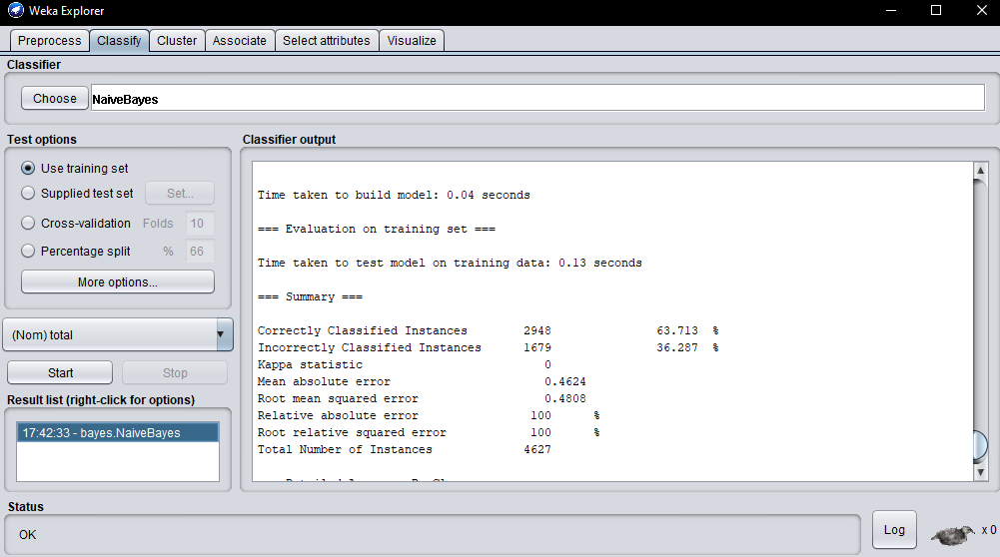 Weka Explorer
Preprocess Classify Cluster Associate Select attributes Visualize
Classifier
Choose NaiveBayes
Test options
Use training set
Supplied test set Set...
Cross-validation Folds 10
Percentage split % 66
More options...
(Nom) total
Start Stop
Result list (right-click for options)
17:42:33 - bayes.NaiveBayes
Classifier output
Time taken to build model: 0.04 seconds
=== Evaluation on training set ===
Time taken to test model on training data: 0.13 seconds
=== Summary ===
Correctly Classified Instances 2948 63.713 %
Incorrectly Classified Instances 1679 36.287 %
Kappa statistic 0
Mean absolute error 0.4624
Root mean squared error 0.4808
Relative absolute error 100 %
Root relative squared error 100 %
Total Number of Instances 4627
Status
OK
Log x 0